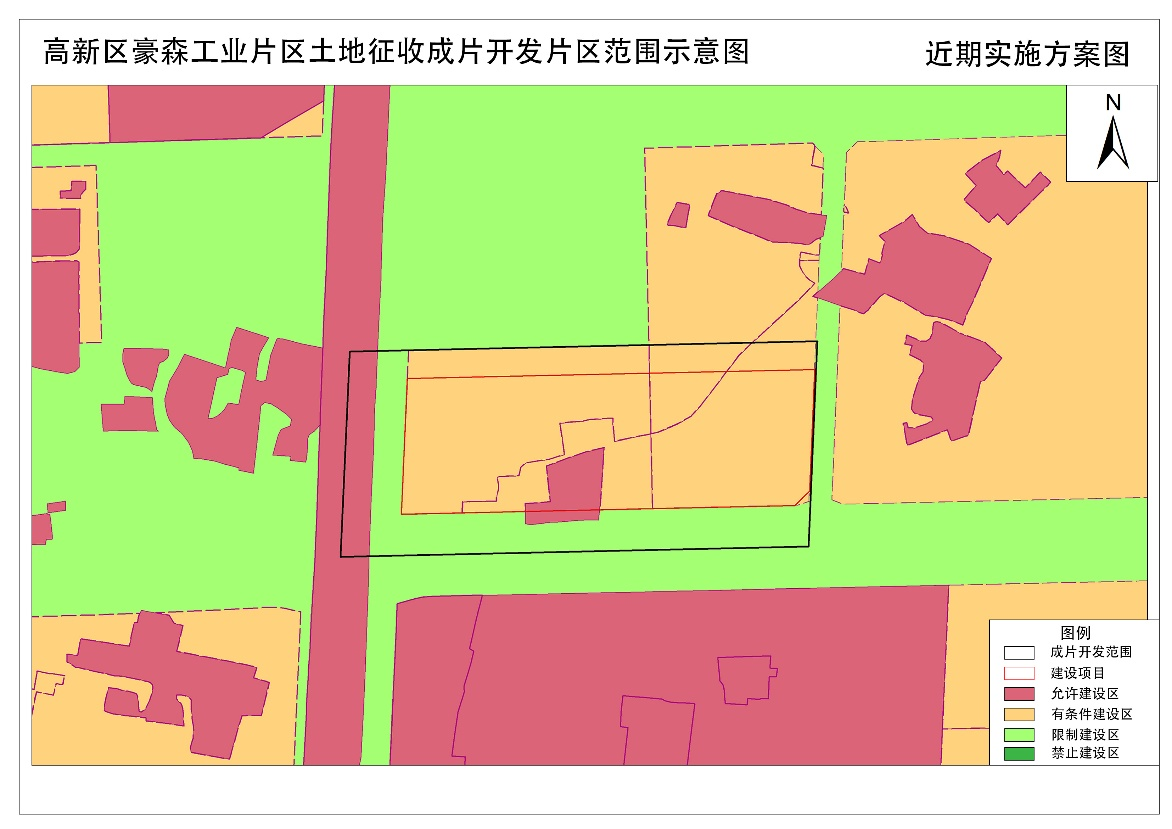 高新区豪森工业片区土地征收成片开发片区范围示意图
近期实施方案图
N
图例
成片开发范围
建设项目
允许建设区
有条件建设区
限制建设区
禁止建设区